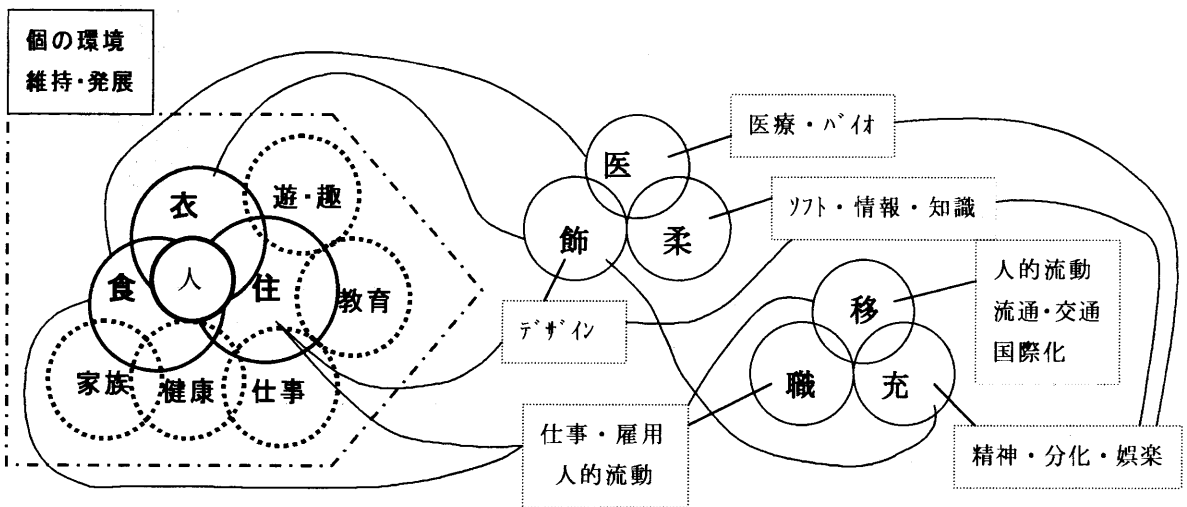 個の環境
維持・発展
衣
遊・趣
人
食
住
教育
家族
健康
仕事
医
飾
柔
医療・ﾊﾞｲｵ
ｿﾌﾄ・情報・知識
ﾃﾞｻﾞｲﾝ
移
職
充
人的流動
流通・交通
国際化
仕事・雇用
人的流動
精神・分化・娯楽